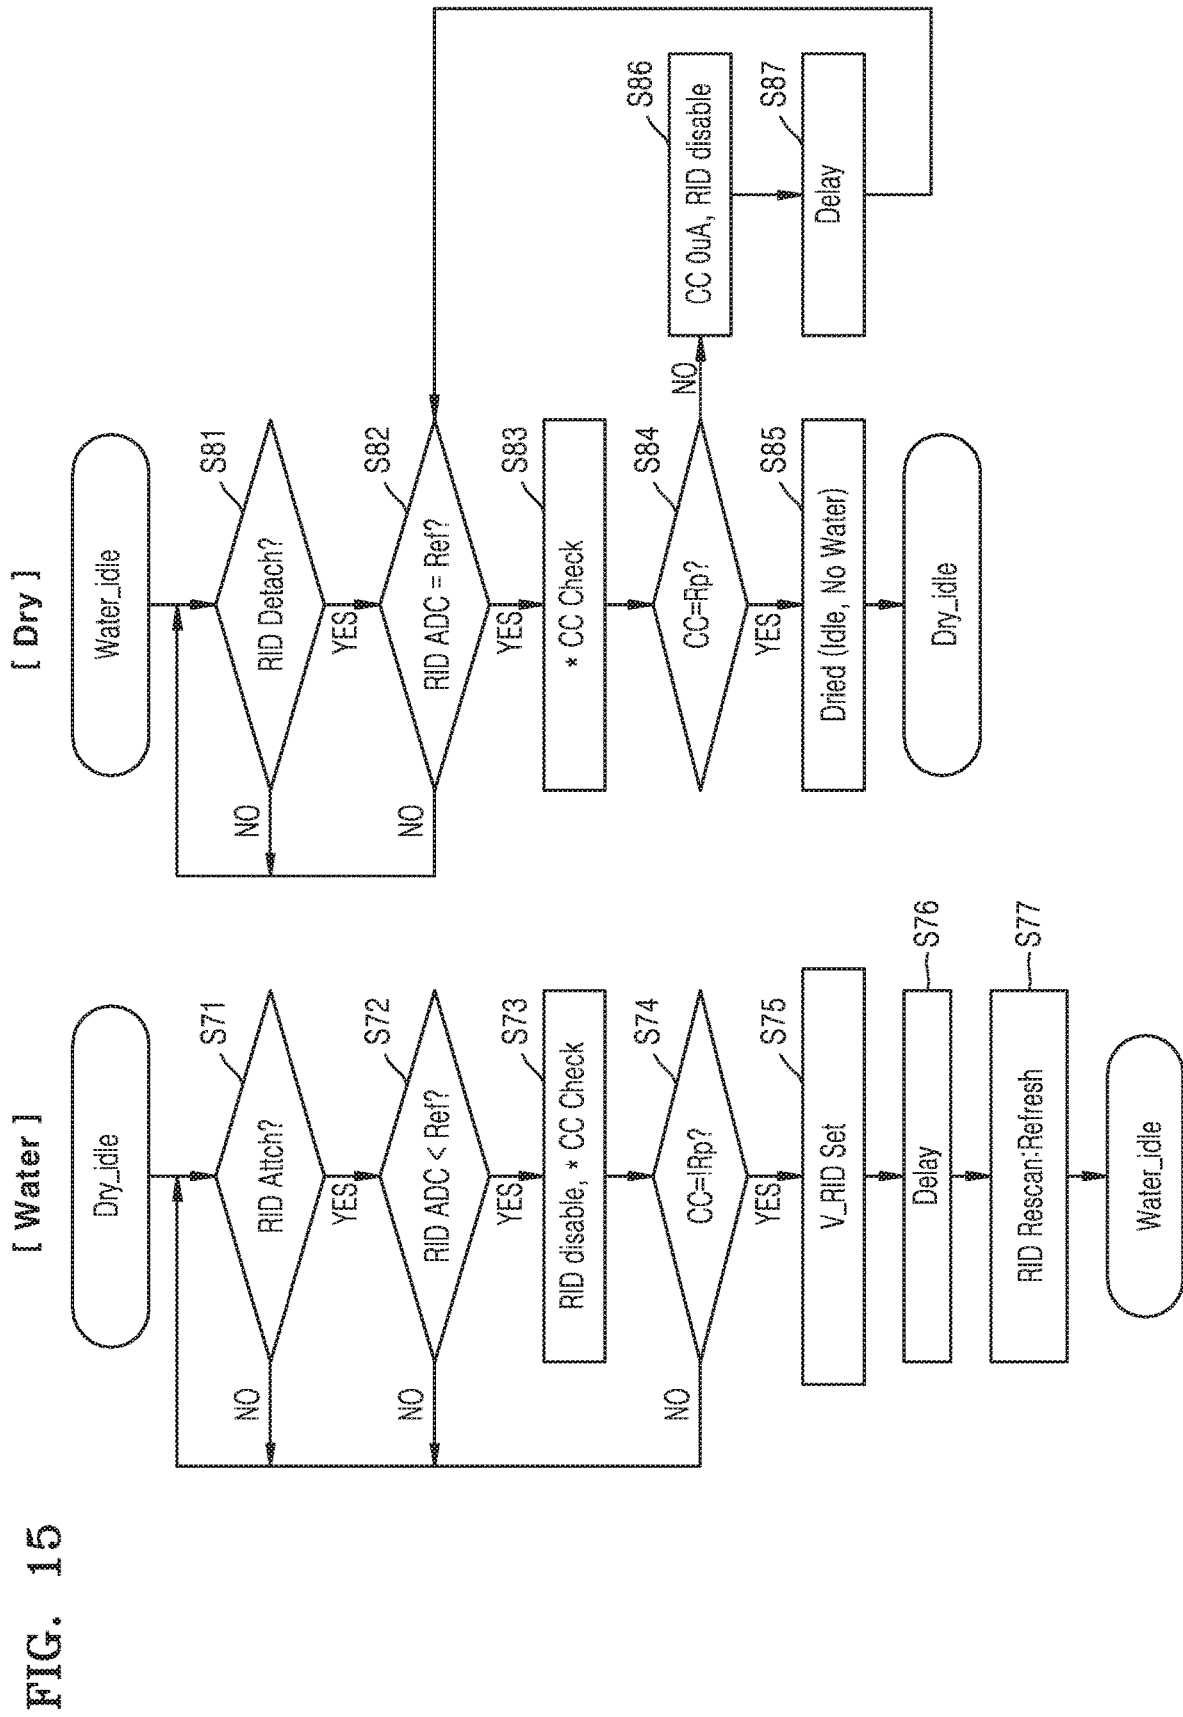 FIG. 15
[ Water ]
Dry_idle
S71
RID Attch?
NO
YES
S72
RID ADC < Ref?
NO
YES
S73
RID disable, * CC Check
S74
CC=!Rp?
NO
YES
S75
V_RID Set
S76
Delay
S77
RID Rescan:Refresh
Water_idle
[ Dry ]
Water_idle
S81
RID Detach?
NO
YES
S82
RID ADC = Ref?
NO
YES
S83
* CC Check
S84
CC=Rp?
NO
YES
S86
CC 0uA, RID disable
S87
Delay
S85
Dried (Idle, No Water)
Dry_idle